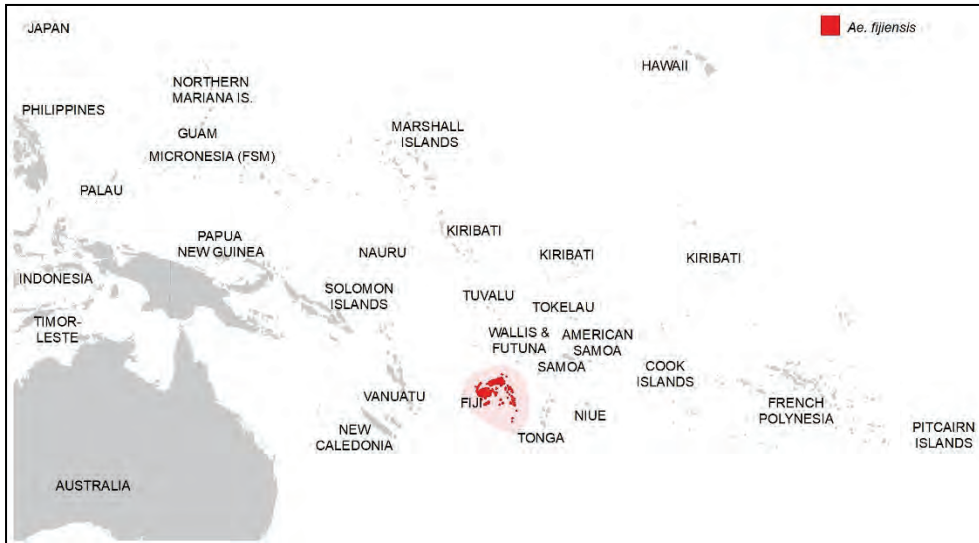 JAPAN
Ae. fijiensis
HAWAII
NORTHERN
MARIANA IS.
PHILIPPINES
GUAM
MARSHALL
ISLANDS
MICRONESIA (FSM)
PALAU
KIRIBATI
PAPUA
NEW GUINEA
NAURU
KIRIBATI
KIRIBATI
INDONESIA
SOLOMON
ISLANDS
TUVALU
TOKELAU
TIMOR-
LESTE
WALLIS &
FUTUNA
AMERICAN
SAMOA
SAMOA
COOK
ISLANDS
VANUATU
FIJI
NIUE
FRENCH
POLYNESIA
NEW
CALEDONIA
TONGA
PITCAIRN
ISLANDS
AUSTRALIA